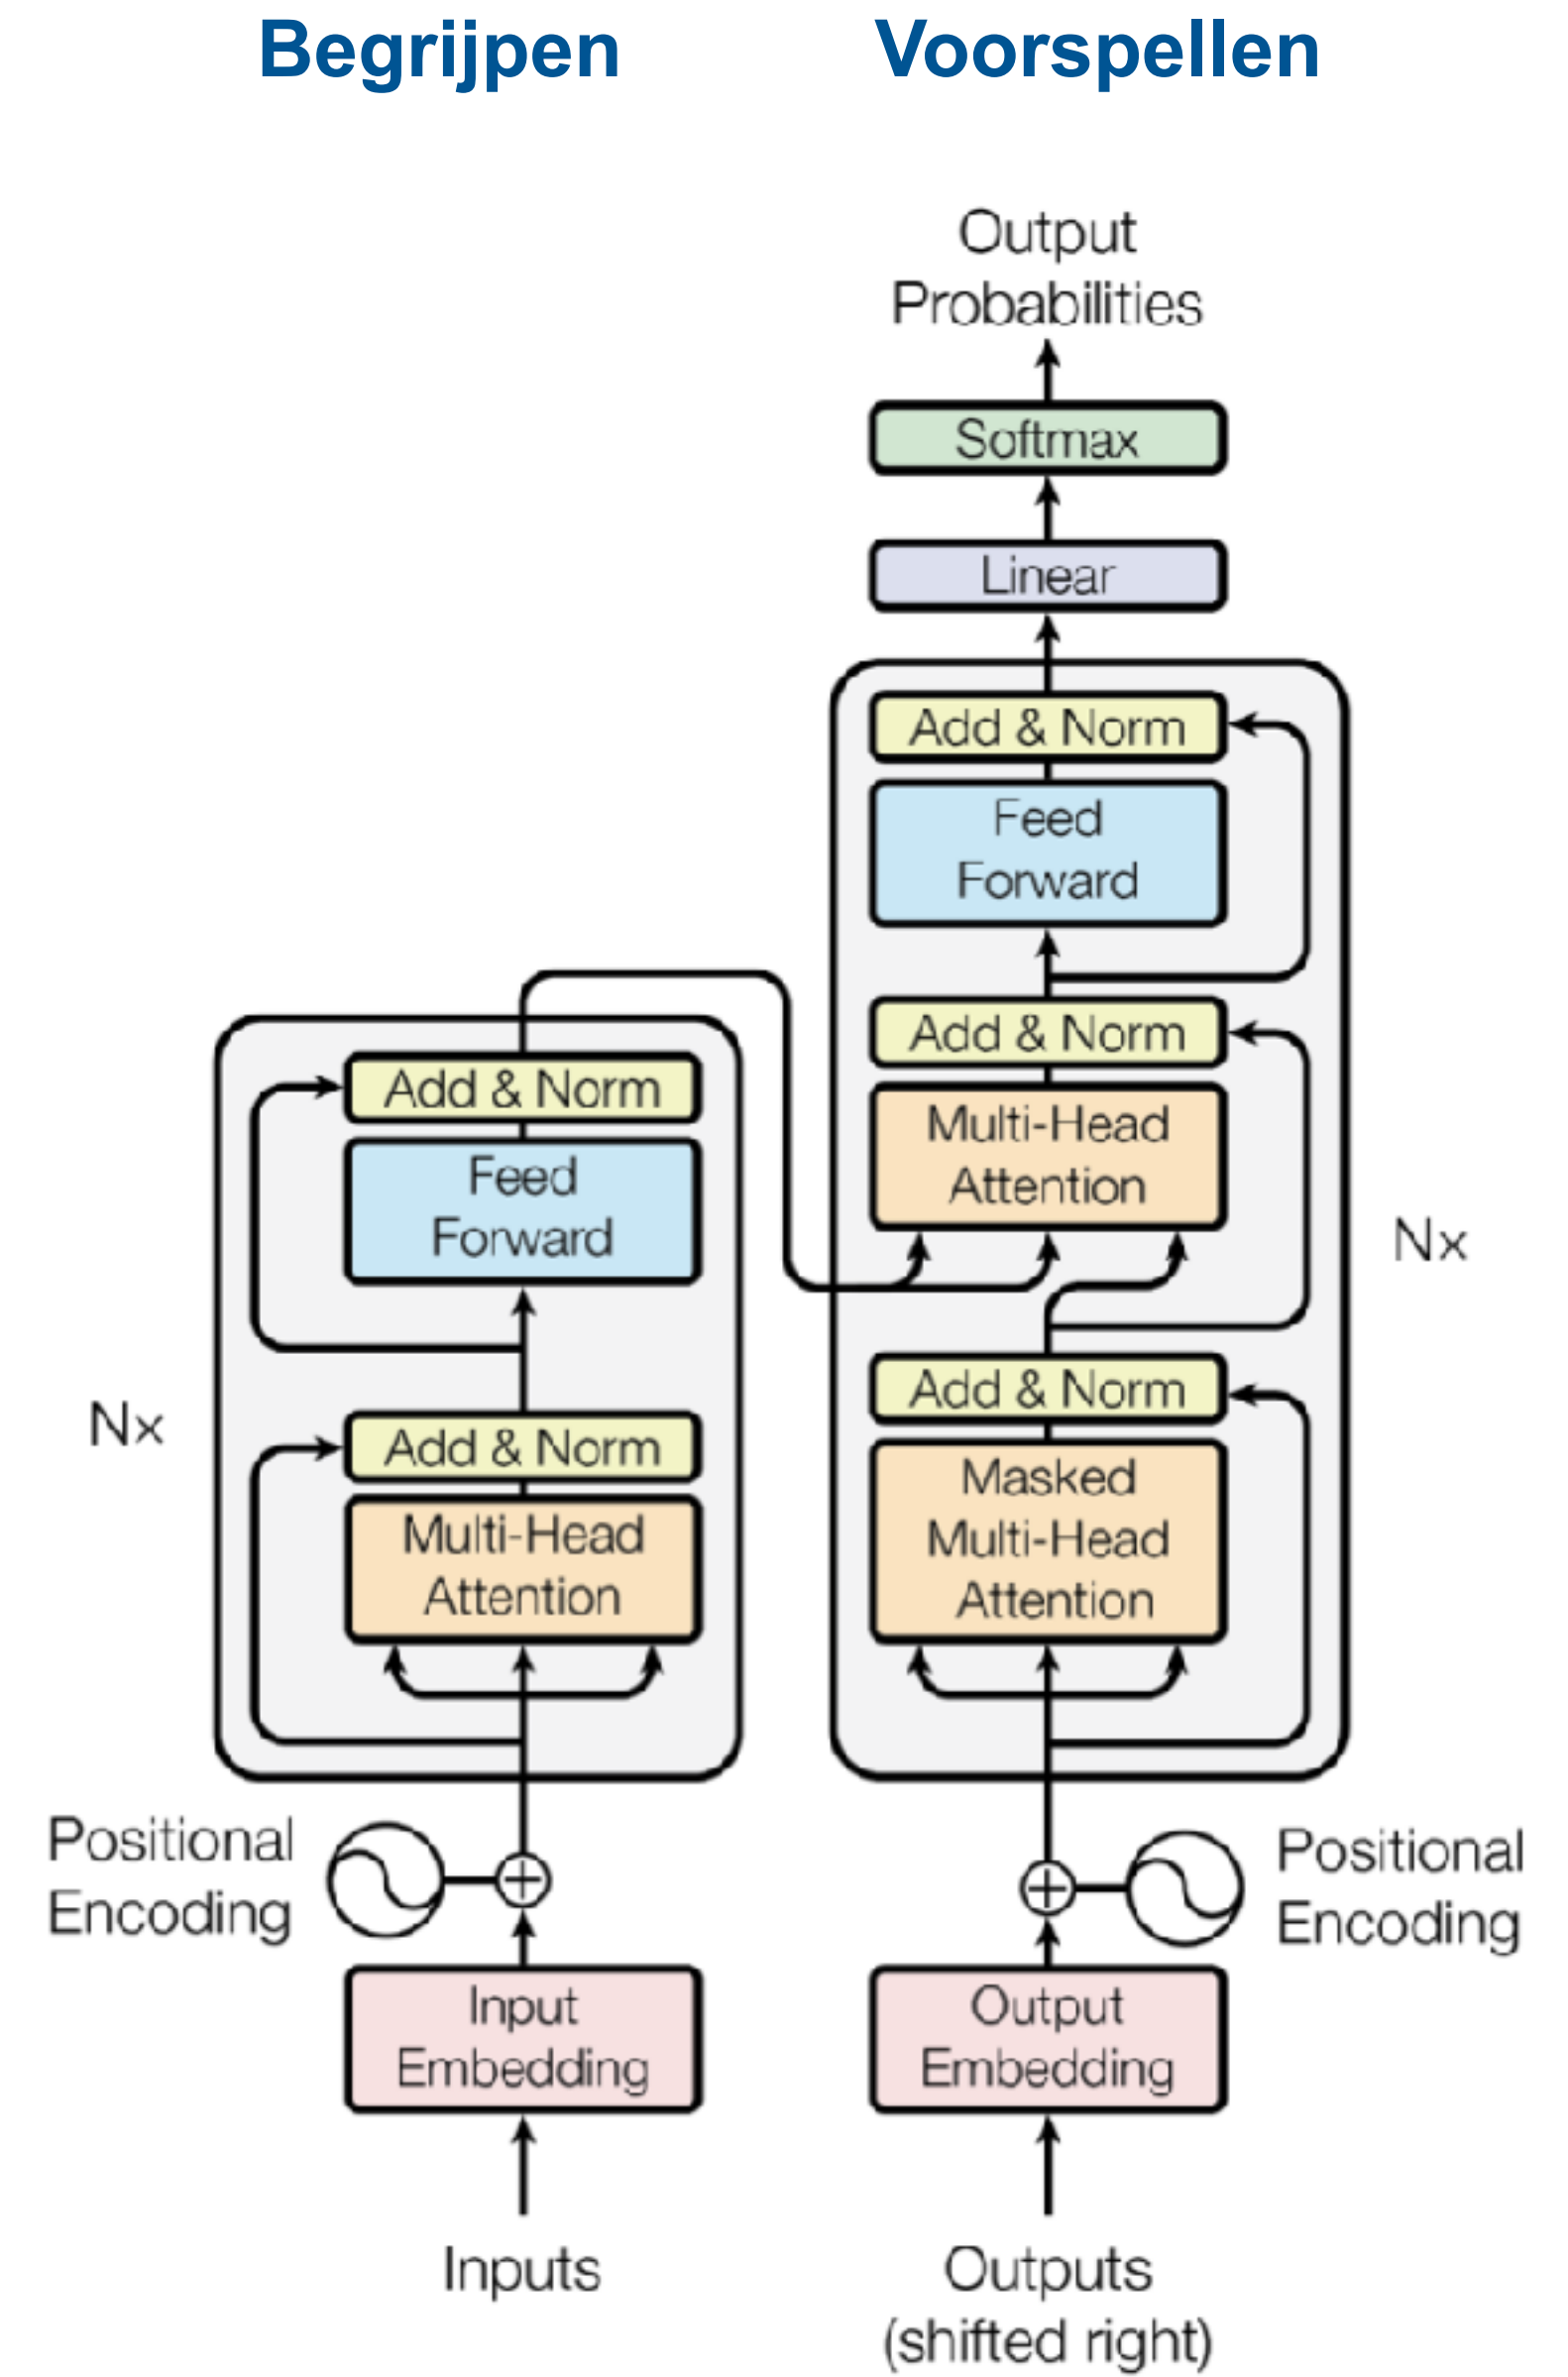 Begrijpen
Voorspellen
Output
Probabilities
Softmax
Linear
Add & Norm
Feed
Forward
Add & Norm
Multi-Head
Attention
Nx
Add & Norm
Masked
Multi-Head
Attention
Add & Norm
Feed
Forward
Nx
Add & Norm
Multi-Head
Attention
Positional
Encoding
Positional
Encoding
Input
Embedding
Output
Embedding
Inputs
Outputs
(shifted right)